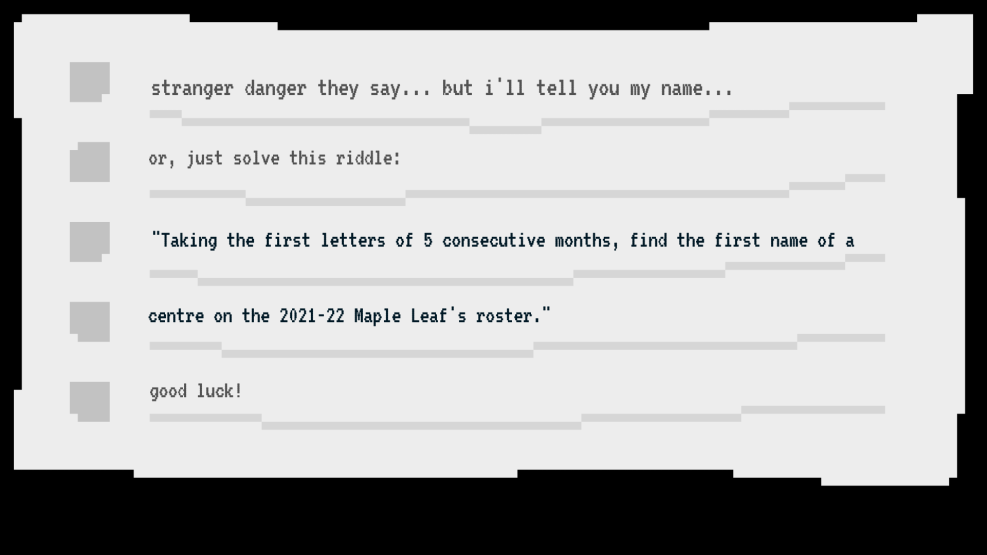 stranger danger they say... but i'll tell you my name...
or, just solve this riddle:
"Taking the first letters of 5 consecutive months, find the first name of a
centre on the 2021-22 Maple Leaf's roster."
good luck!